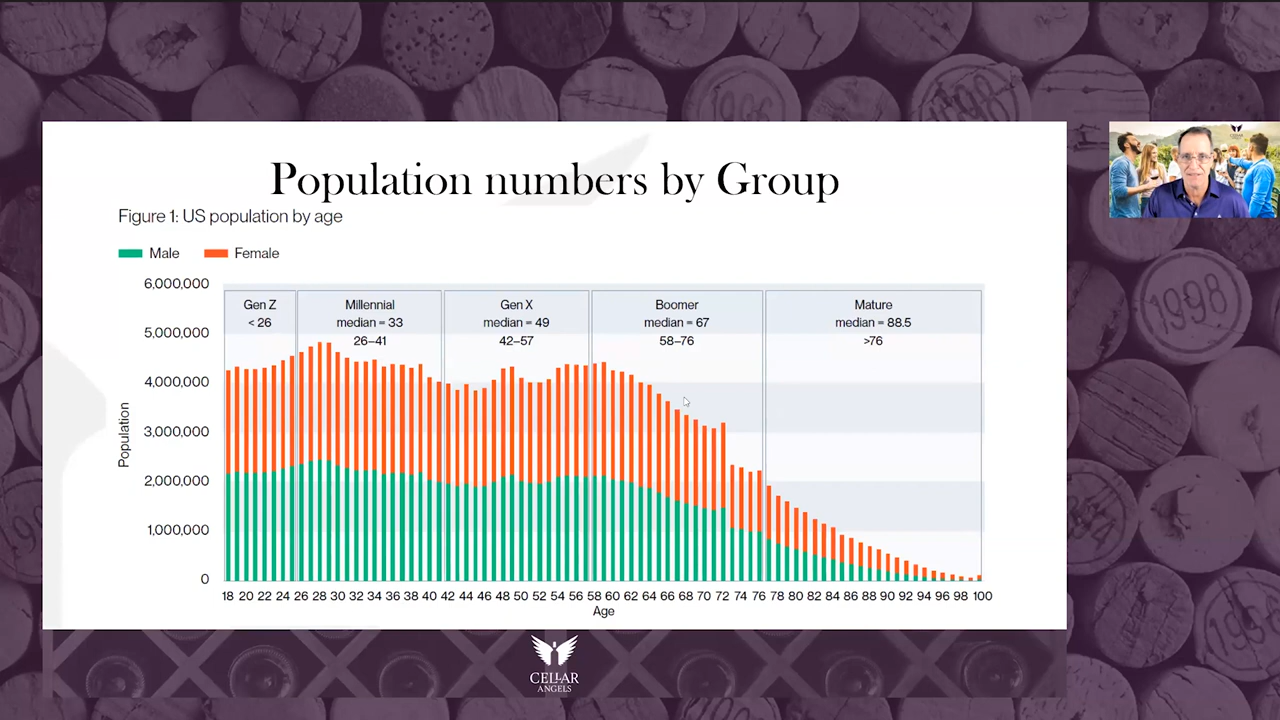 Population numbers by Group
Figure 1: US population by age
Male Female
6,000,000
5,000,000
4,000,000
3,000,000
2,000,000
1,000,000
0
Population
Gen Z
< 26
Millennial
median = 33
26–41
Gen X
median = 49
42–57
Boomer
median = 67
58–76
Mature
median = 88.5
>76
18 20 22 24 26 28 30 32 34 36 38 40 42 44 46 48 50 52 54 56 58 60 62 64 66 68 70 72 74 76 78 80 82 84 86 88 90 92 94 96 98 100
Age
CELLAR
ANGELS
1998
1998